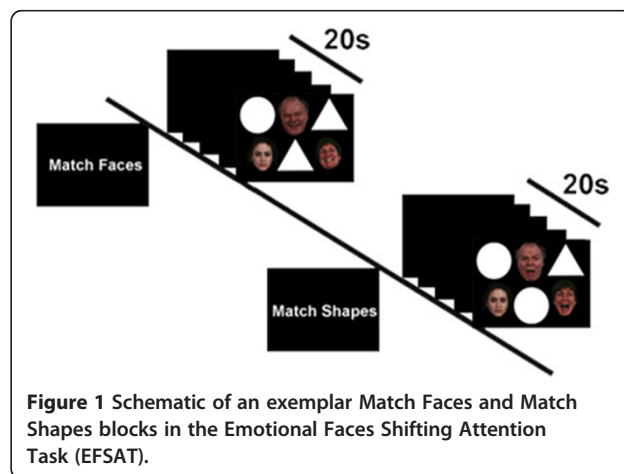 20s
Match Faces
20s
Match Shapes
Figure 1 Schematic of an exemplar Match Faces and Match
Shapes blocks in the Emotional Faces Shifting Attention
Task (EFSAT).